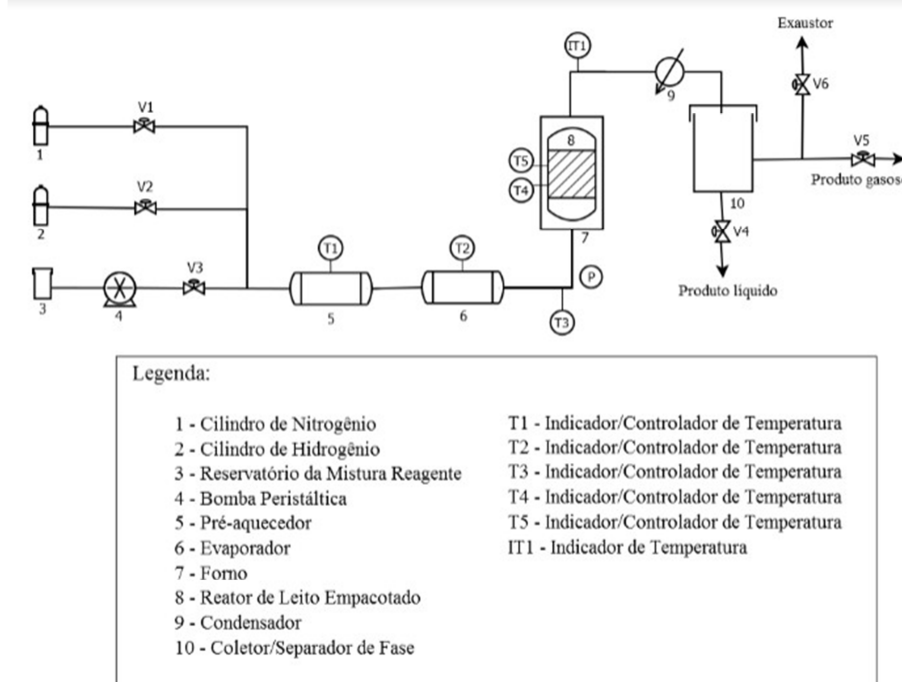 Exaustor
IT1
V6
9
V1
1
8
T5
T4
V5
Produto gasos
10
V2
2
7
V4
T1
T2
P
V3
3
4
5
6
T3
Produto líquido
Legenda:
1 - Cilindro de Nitrogênio
2 - Cilindro de Hidrogênio
3 - Reservatório da Mistura Reagente
4 - Bomba Peristáltica
5 - Pré-aquecedor
6 - Evaporador
7 - Forno
8 - Reator de Leito Empacotado
9 - Condensador
10 - Coletor/Separador de Fase
T1 - Indicador/Controlador de Temperatura
T2 - Indicador/Controlador de Temperatura
T3 - Indicador/Controlador de Temperatura
T4 - Indicador/Controlador de Temperatura
T5 - Indicador/Controlador de Temperatura
IT1 - Indicador de Temperatura